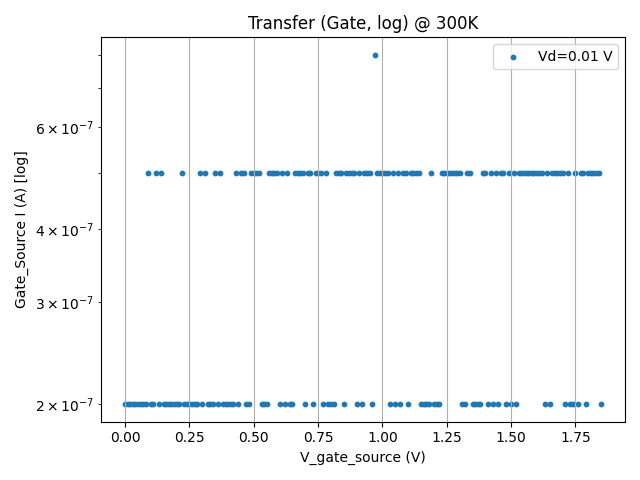 Transfer (Gate, log) @ 300K
Vd=0.01 V
Gate_Source I (A) [log]
6 × 10⁻⁷
4 × 10⁻⁷
3 × 10⁻⁷
2 × 10⁻⁷
0.00 0.25 0.50 0.75 1.00 1.25 1.50 1.75
V_gate_source (V)